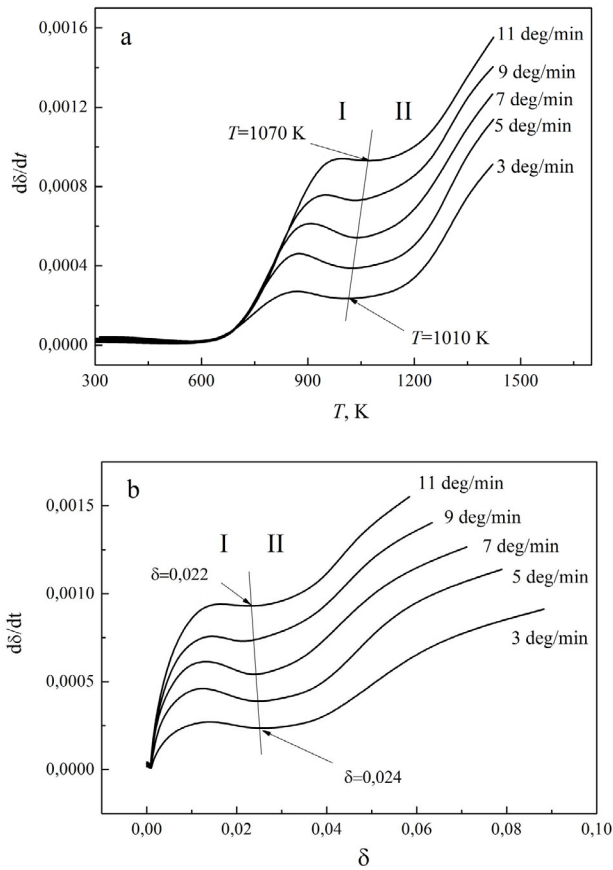 a
0,0016
0,0012
0,0008
0,0004
0,0000
dδ/dt
11 deg/min
9 deg/min
7 deg/min
5 deg/min
3 deg/min
I II
T=1070 K
T=1010 K
300 600 900 1200 1500
T, K
b
0,0015
0,0010
0,0005
0,0000
dδ/dt
11 deg/min
9 deg/min
7 deg/min
5 deg/min
3 deg/min
I II
δ=0,022
δ=0,024
0,00 0,02 0,04 0,06 0,08 0,10
δ